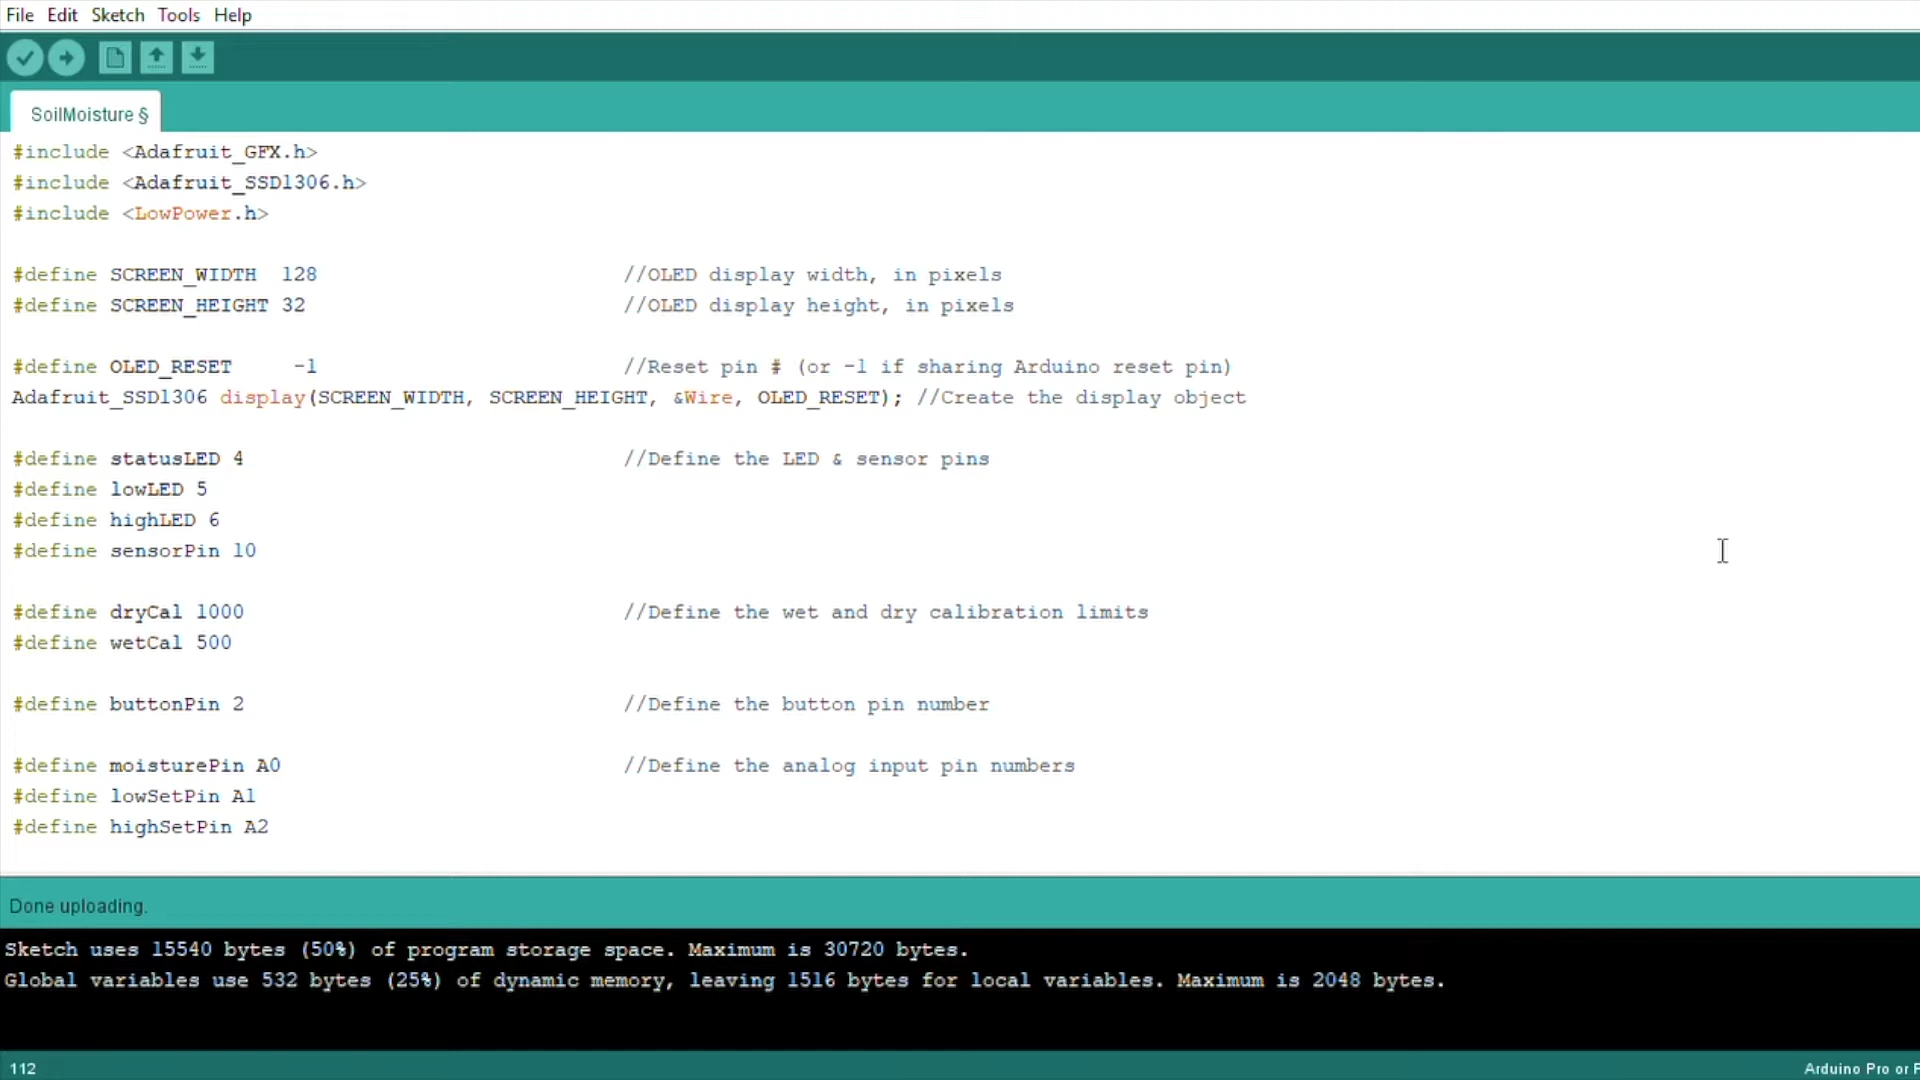 File Edit Sketch Tools Help
SoilMoisture §
#include <Adafruit_GFX.h>
#include <Adafruit_SSD1306.h>
#include <LowPower.h>
#define SCREEN_WIDTH  128 //OLED display width, in pixels
#define SCREEN_HEIGHT 32 //OLED display height, in pixels
#define OLED_RESET     -1 //Reset pin # (or -1 if sharing Arduino reset pin)
Adafruit_SSD1306 display(SCREEN_WIDTH, SCREEN_HEIGHT, &Wire, OLED_RESET); //Create the display object
#define statusLED 4 //Define the LED & sensor pins
#define lowLED 5
#define highLED 6
#define sensorPin 10
#define dryCal 1000 //Define the wet and dry calibration limits
#define wetCal 500
#define buttonPin 2 //Define the button pin number
#define moisturePin A0 //Define the analog input pin numbers
#define lowSetPin A1
#define highSetPin A2
Done uploading.
Sketch uses 15540 bytes (50%) of program storage space. Maximum is 30720 bytes.
Global variables use 532 bytes (25%) of dynamic memory, leaving 1516 bytes for local variables. Maximum is 2048 bytes.
112 Arduino Pro or